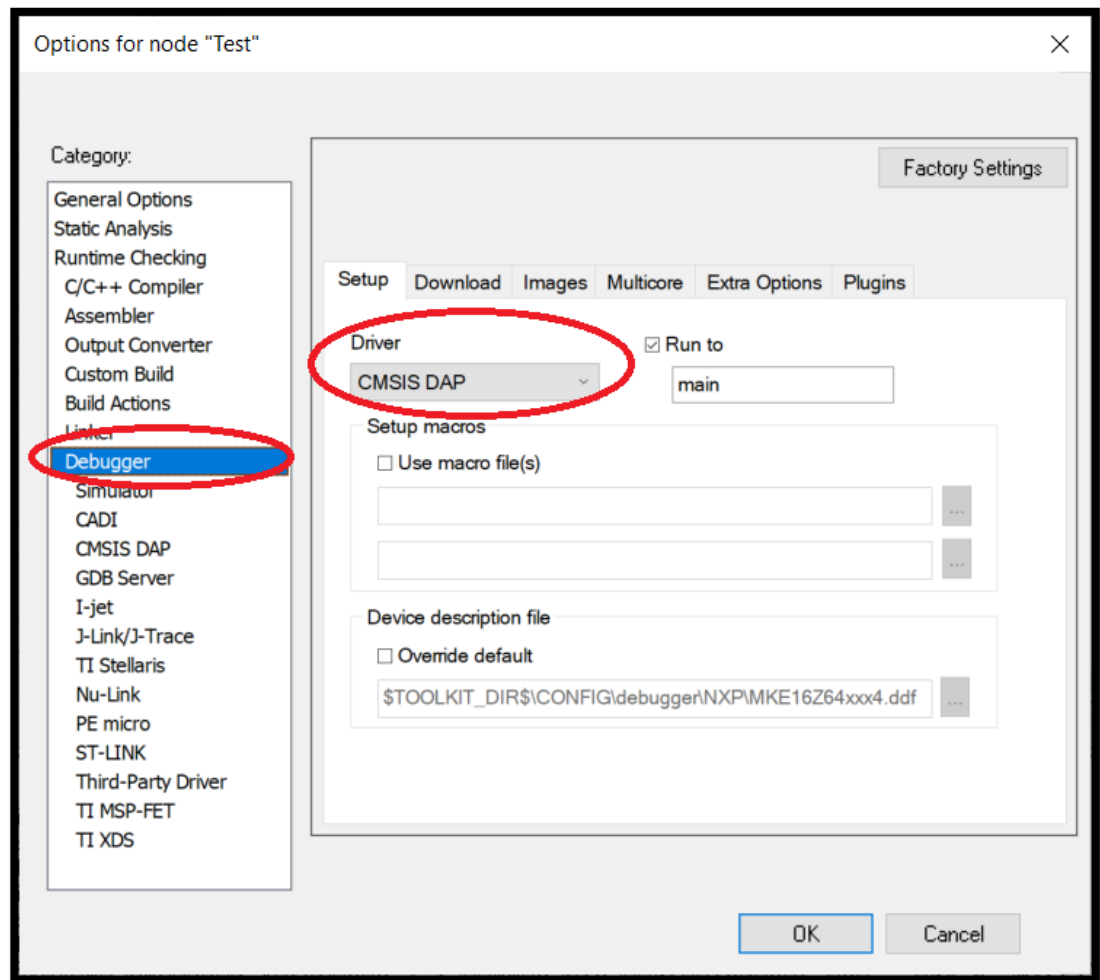 Options for node "Test"
Category:
Factory Settings
General Options
Static Analysis
Runtime Checking
C/C++ Compiler
Assembler
Output Converter
Custom Build
Build Actions
Linker
Debugger
Simulator
CADI
CMSIS DAP
GDB Server
I-jet
J-Link/J-Trace
TI Stellaris
Nu-Link
PE micro
ST-LINK
Third-Party Driver
TI MSP-FET
TI XDS
Setup Download Images Multicore Extra Options Plugins
Driver
Run to
CMSIS DAP
main
Setup macros
Use macro file(s)
...
...
Device description file
Override default
$TOOLKIT_DIR$\CONFIG\debugger\NXP\MKE16Z64xxx4.ddf
...
OK Cancel